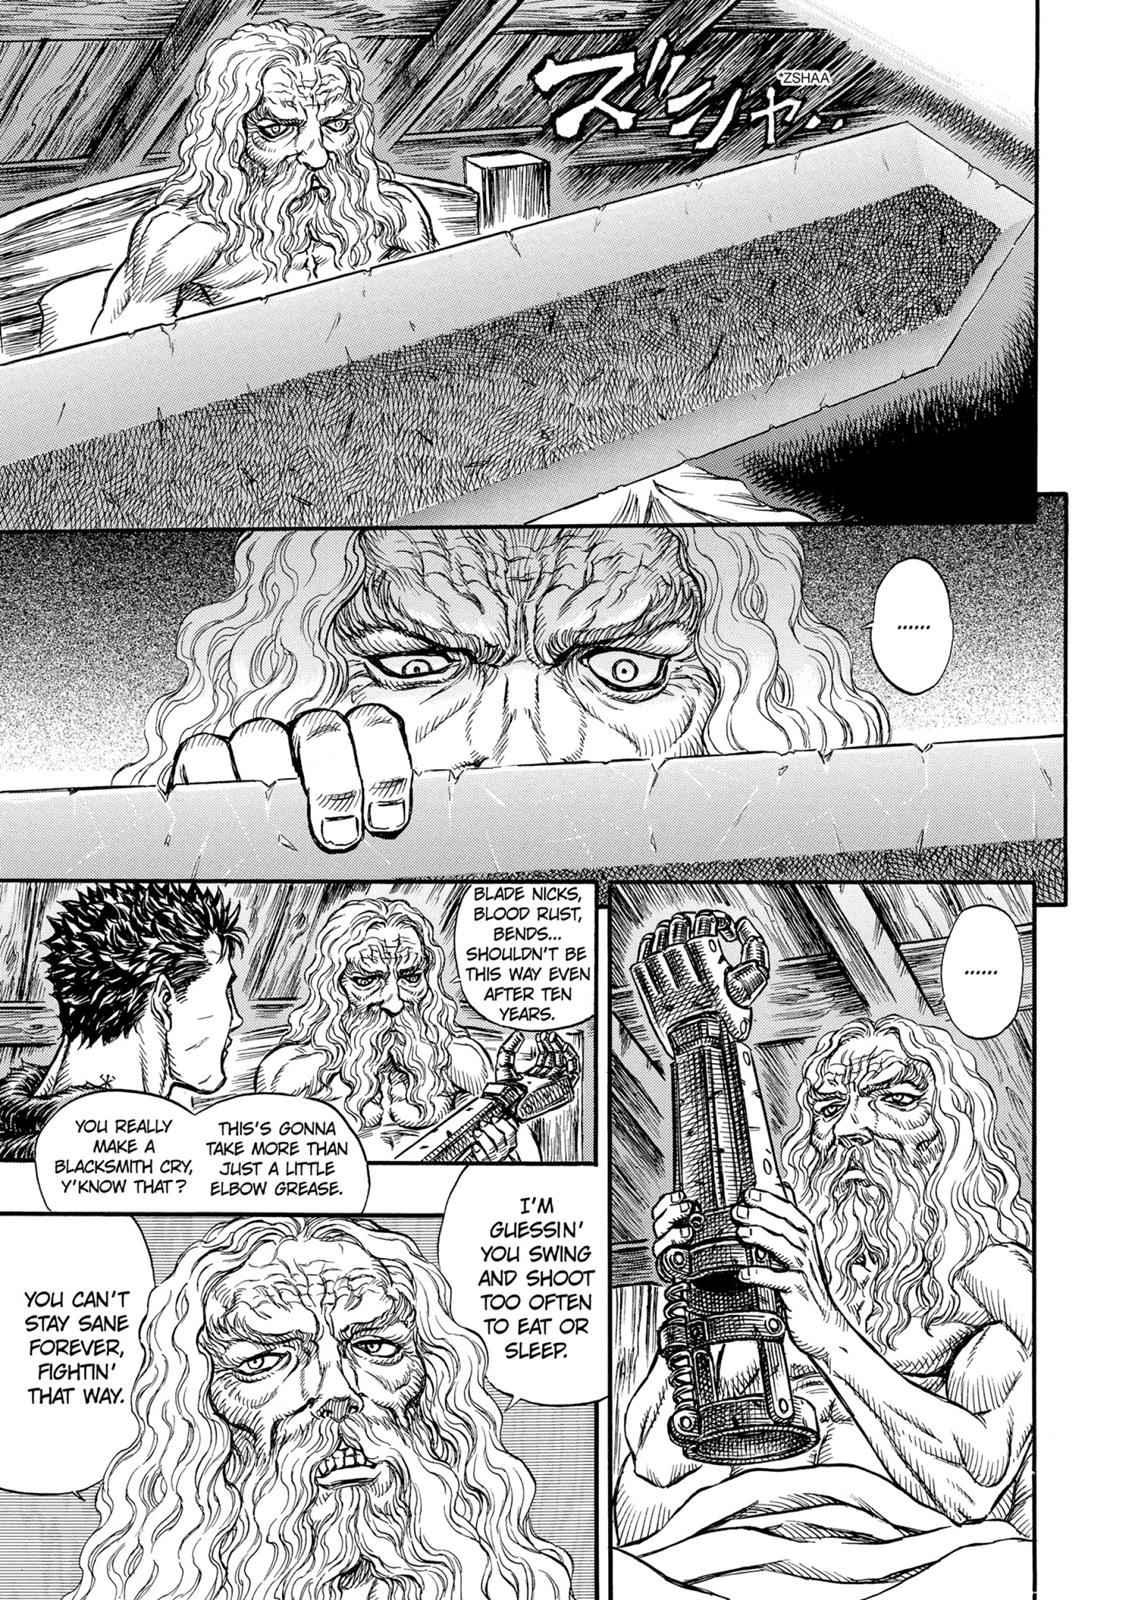 ズシャ‥
*ZSHAA
......
......
BLADE NICKS,
BLOOD RUST,
BENDS...
SHOULDN'T BE
THIS WAY EVEN
AFTER TEN
YEARS.
THIS'S GONNA
TAKE MORE THAN
JUST A LITTLE
ELBOW GREASE.
YOU REALLY
MAKE A
BLACKSMITH CRY,
Y'KNOW THAT?
I'M
GUESSIN'
YOU SWING
AND SHOOT
TOO OFTEN
TO EAT OR
SLEEP.
YOU CAN'T
STAY SANE
FOREVER,
FIGHTIN'
THAT WAY.